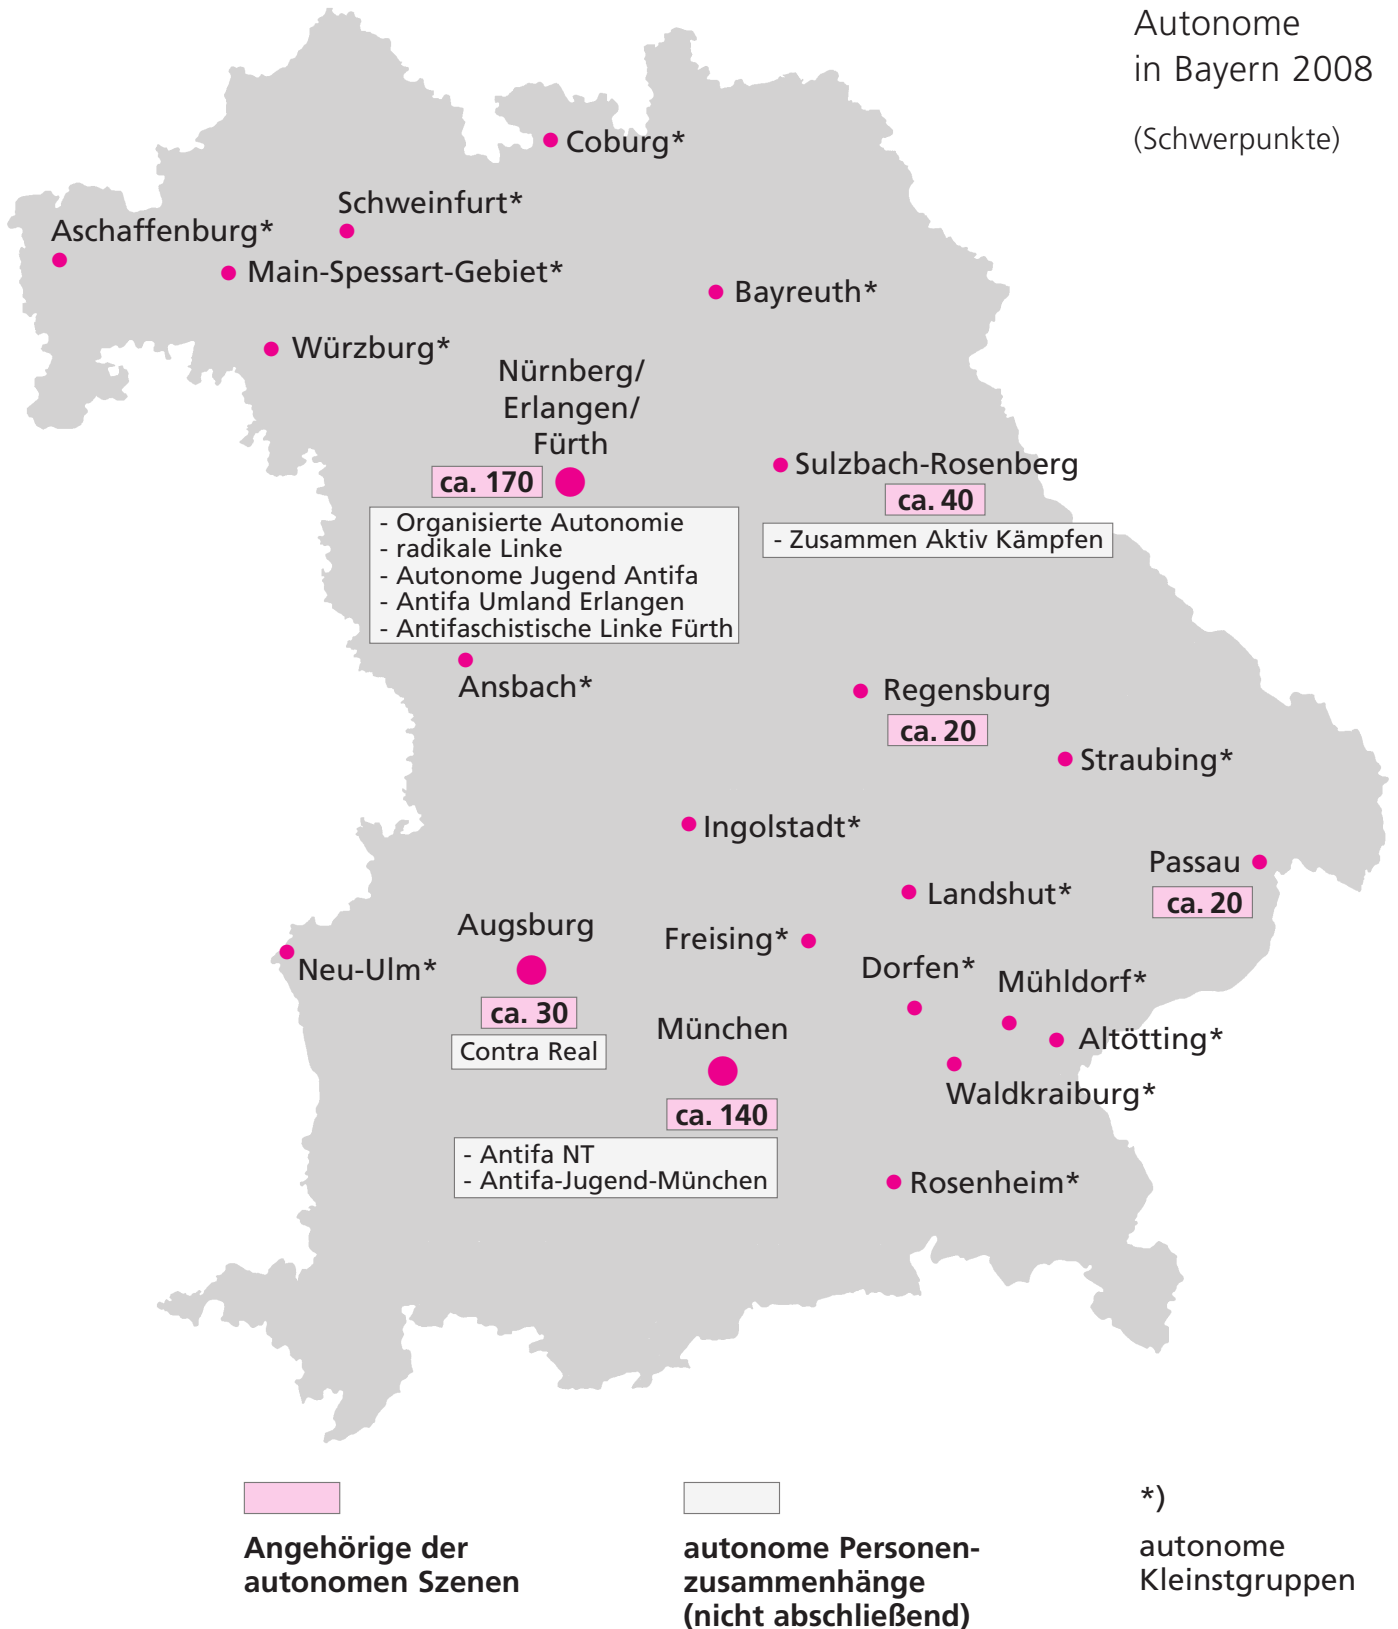 Autonome
in Bayern 2008
(Schwerpunkte)
Coburg*
Schweinfurt*
Aschaffenburg*
Main-Spessart-Gebiet*
Bayreuth*
Würzburg*
Nürnberg/
Erlangen/
Fürth
ca. 170
- Organisierte Autonomie
- radikale Linke
- Autonome Jugend Antifa
- Antifa Umland Erlangen
- Antifaschistische Linke Fürth
Sulzbach-Rosenberg
ca. 40
- Zusammen Aktiv Kämpfen
Ansbach*
Regensburg
ca. 20
Straubing*
Ingolstadt*
Passau
ca. 20
Landshut*
Augsburg
ca. 30
Contra Real
Freising*
Neu-Ulm*
Dorfen*
Mühldorf*
München
ca. 140
- Antifa NT
- Antifa-Jugend-München
Altötting*
Waldkraiburg*
Rosenheim*
Angehörige der
autonomen Szenen
autonome Personen-
zusammenhänge
(nicht abschließend)
*)
autonome
Kleinstgruppen